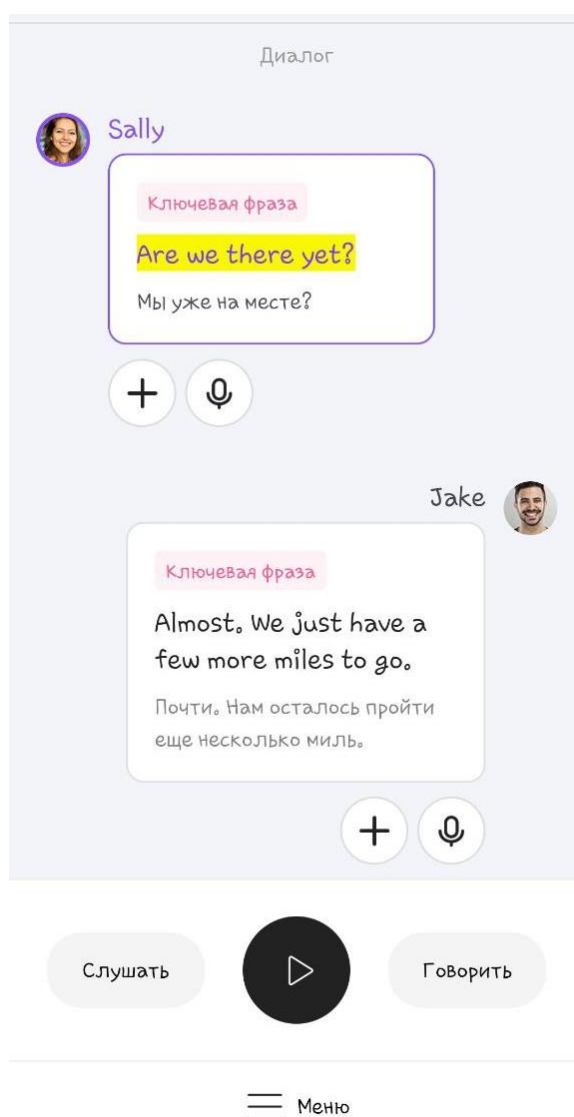 Диалог
Sally
Ключевая фраза
Are we there yet?
Мы уже на месте?
Jake
Ключевая фраза
Almost. We just have a
few more miles to go.
Почти. Нам осталось пройти
еще несколько миль.
Слушать
Говорить
Меню